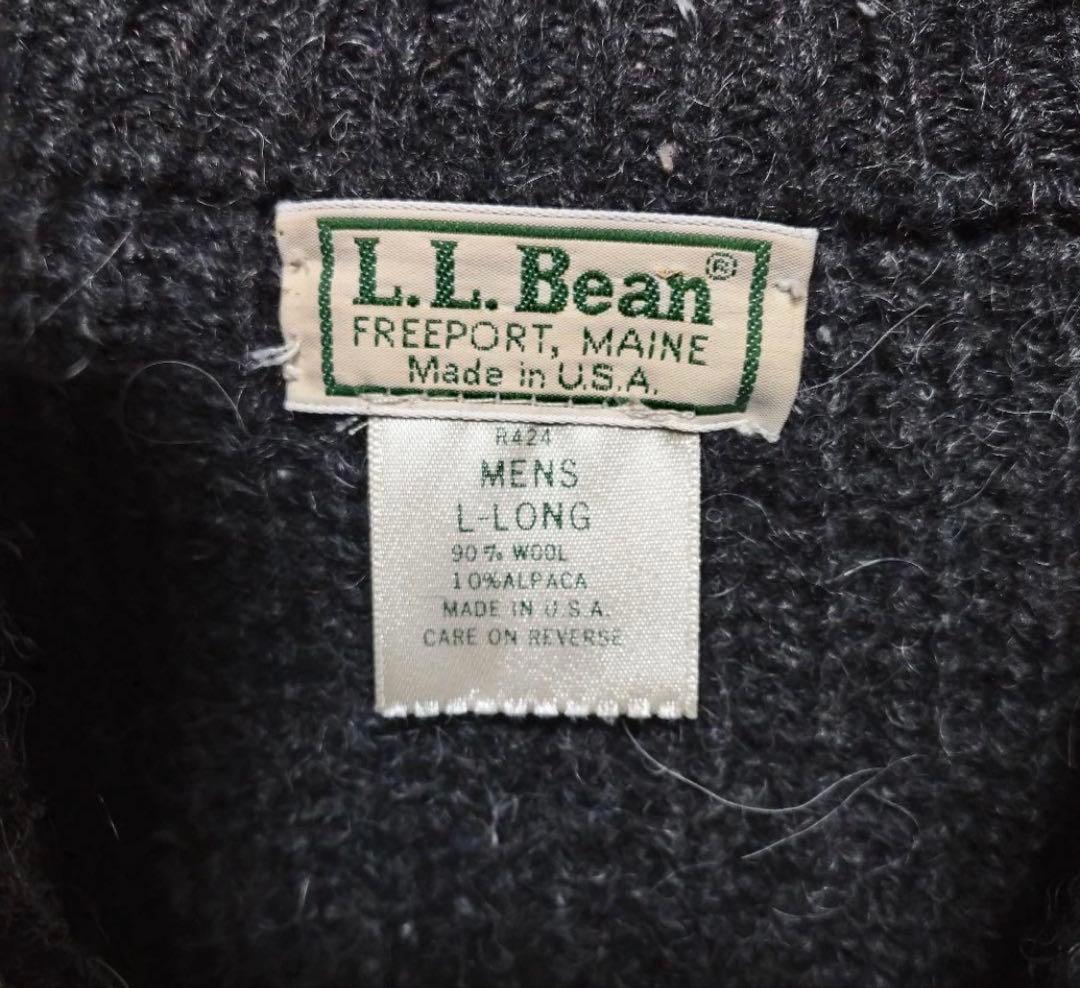 L.L.Bean®
FREEPORT, MAINE
Made in U.S.A.
R424
MENS
L-LONG
90% WOOL
10%ALPACA
MADE IN U.S.A.
CARE ON REVERSE